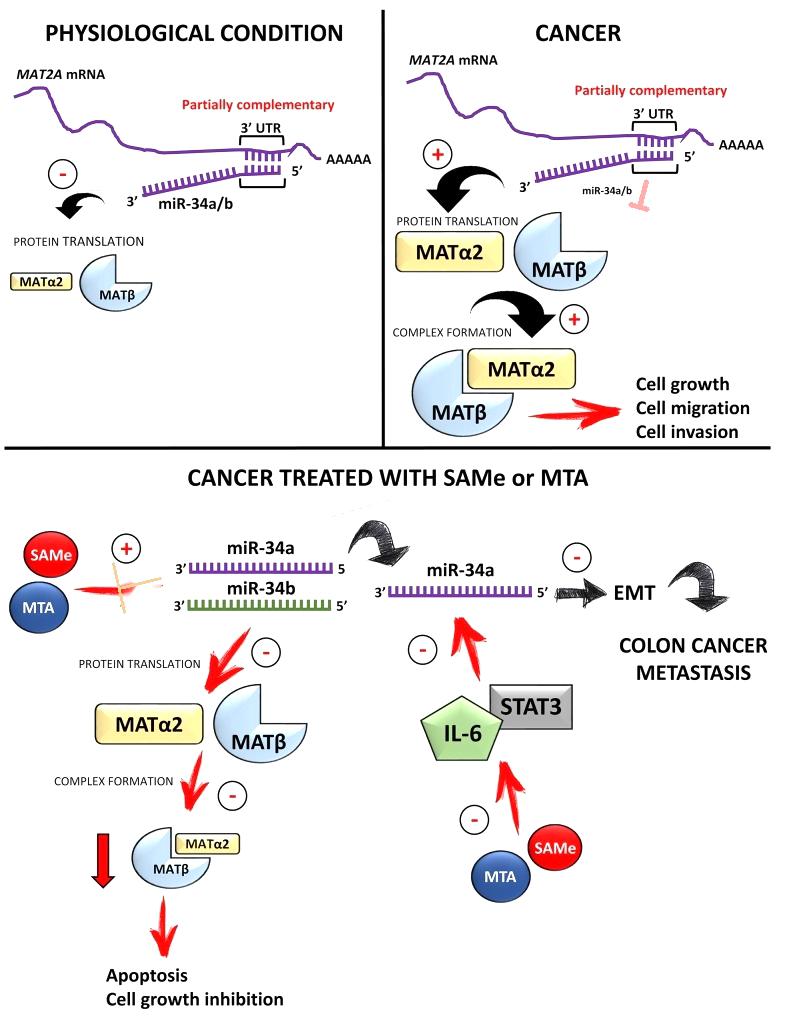 PHYSIOLOGICAL CONDITION
MAT2A mRNA
Partially complementary
3’ UTR
AAAAA
-
5’
3’
miR-34a/b
PROTEIN TRANSLATION
MATα2
MATβ
CANCER
MAT2A mRNA
Partially complementary
3’ UTR
AAAAA
+
5’
3’
miR-34a/b
PROTEIN TRANSLATION
MATα2
MATβ
+
COMPLEX FORMATION
MATα2
MATβ
Cell growth
Cell migration
Cell invasion
CANCER TREATED WITH SAMe or MTA
SAMe
MTA
+
miR-34a
3’
5
miR-34b
3’
5’
-
PROTEIN TRANSLATION
MATα2
MATβ
COMPLEX FORMATION
-
MATα2
MATβ
Apoptosis
Cell growth inhibition
miR-34a
3’
5’
-
EMT
COLON CANCER
METASTASIS
-
STAT3
IL-6
-
SAMe
MTA